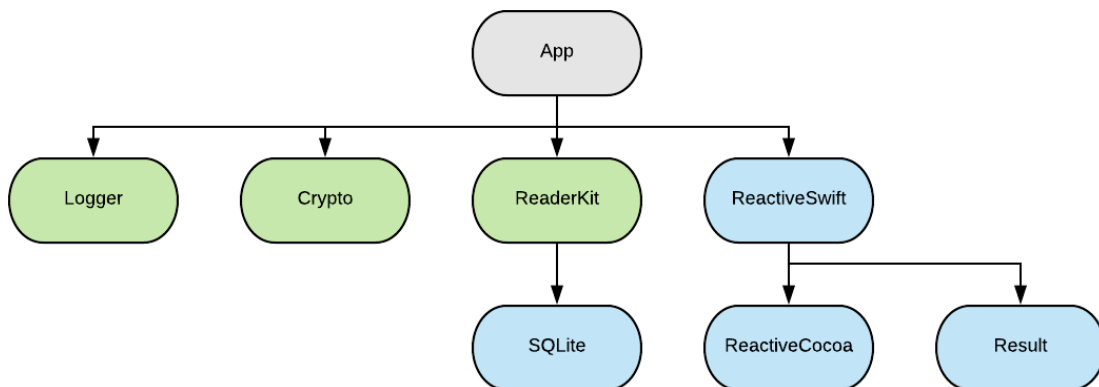 App
Logger
Crypto
ReaderKit
ReactiveSwift
SQLite
ReactiveCocoa
Result